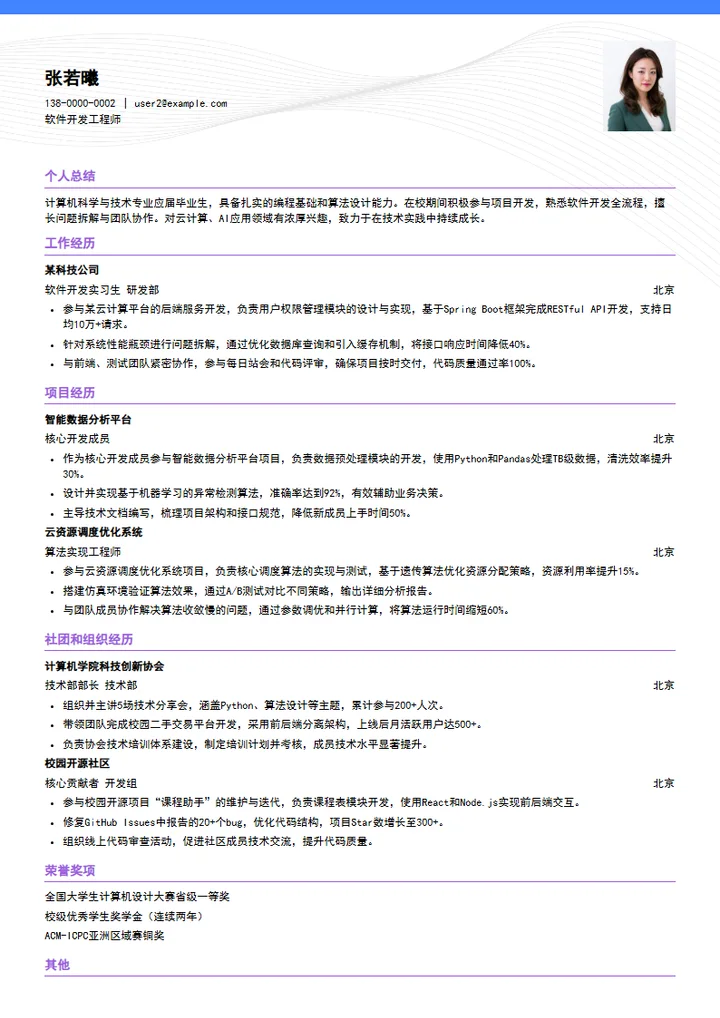 张若曦
138-0000-0002 | user2@example.com
软件开发工程师
个人总结
计算机科学与技术专业应届毕业生，具备扎实的编程基础和算法设计能力。在校期间积极参与项目开发，熟悉软件开发全流程，擅
长问题拆解与团队协作。对云计算、AI应用领域有浓厚兴趣，致力于在技术实践中持续成长。
工作经历
某科技公司
软件开发实习生 研发部 北京
• 参与某云计算平台的后端服务开发，负责用户权限管理模块的设计与实现，基于Spring Boot框架完成RESTful API开发，支持日
均10万+请求。
• 针对系统性能瓶颈进行问题拆解，通过优化数据库查询和引入缓存机制，将接口响应时间降低40%。
• 与前端、测试团队紧密协作，参与每日站会和代码评审，确保项目按时交付，代码质量通过率100%。
项目经历
智能数据分析平台
核心开发成员 北京
• 作为核心开发成员参与智能数据分析平台项目，负责数据预处理模块的开发，使用Python和Pandas处理TB级数据，清洗效率提升
30%。
• 设计并实现基于机器学习的异常检测算法，准确率达到92%，有效辅助业务决策。
• 主导技术文档编写，梳理项目架构和接口规范，降低新成员上手时间50%。
云资源调度优化系统
算法实现工程师 北京
• 参与云资源调度优化系统项目，负责核心调度算法的实现与测试，基于遗传算法优化资源分配策略，资源利用率提升15%。
• 搭建仿真环境验证算法效果，通过A/B测试对比不同策略，输出详细分析报告。
• 与团队成员协作解决算法收敛慢的问题，通过参数调优和并行计算，将算法运行时间缩短60%。
社团和组织经历
计算机学院科技创新协会
技术部部长 技术部 北京
• 组织并主讲5场技术分享会，涵盖Python、算法设计等主题，累计参与200+人次。
• 带领团队完成校园二手交易平台开发，采用前后端分离架构，上线后月活跃用户达500+。
• 负责协会技术培训体系建设，制定培训计划并考核，成员技术水平显著提升。
校园开源社区
核心贡献者 开发组 北京
• 参与校园开源项目“课程助手”的维护与迭代，负责课程表模块开发，使用React和Node.js实现前后端交互。
• 修复GitHub Issues中报告的20+个bug，优化代码结构，项目Star数增长至300+。
• 组织线上代码审查活动，促进社区成员技术交流，提升代码质量。
荣誉奖项
全国大学生计算机设计大赛省级一等奖
校级优秀学生奖学金（连续两年）
ACM-ICPC亚洲区域赛铜奖
其他